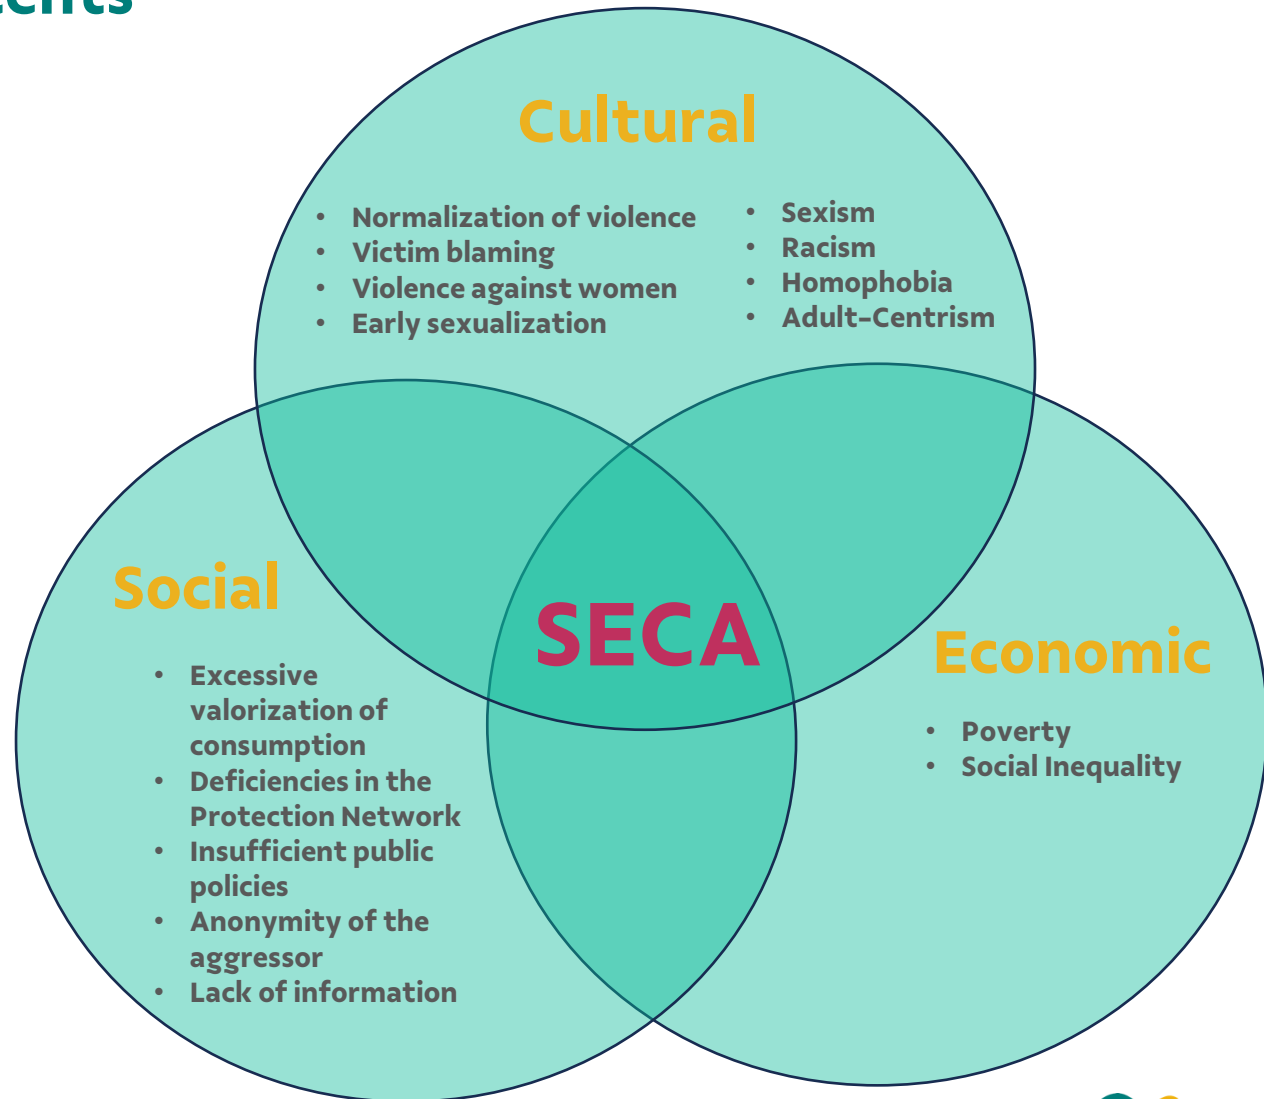 Cultural
• Normalization of violence
• Victim blaming
• Violence against women
• Early sexualization
• Sexism
• Racism
• Homophobia
• Adult-Centrism
Social
• Excessive
valorization of
consumption
• Deficiencies in the
Protection Network
• Insufficient public
policies
• Anonymity of the
aggressor
• Lack of information
SECA
Economic
• Poverty
• Social Inequality